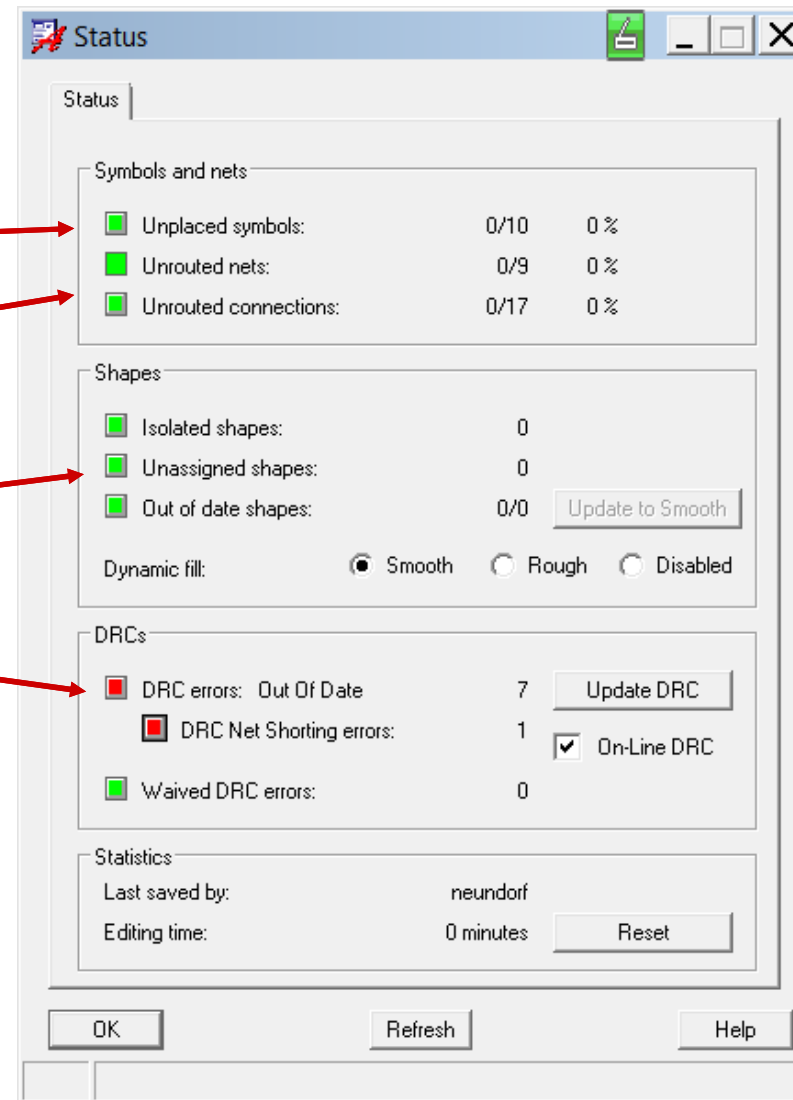 Status
Status
Symbols and nets
Unplaced symbols: 0/10 0 %
Unrouted nets: 0/9 0 %
Unrouted connections: 0/17 0 %
Shapes
Isolated shapes: 0
Unassigned shapes: 0
Out of date shapes: 0/0 Update to Smooth
Dynamic fill: Smooth Rough Disabled
DRCs
DRC errors: Out Of Date 7 Update DRC
DRC Net Shorting errors: 1 On-Line DRC
Waived DRC errors: 0
Statistics
Last saved by: neundorf
Editing time: 0 minutes Reset
OK Refresh Help